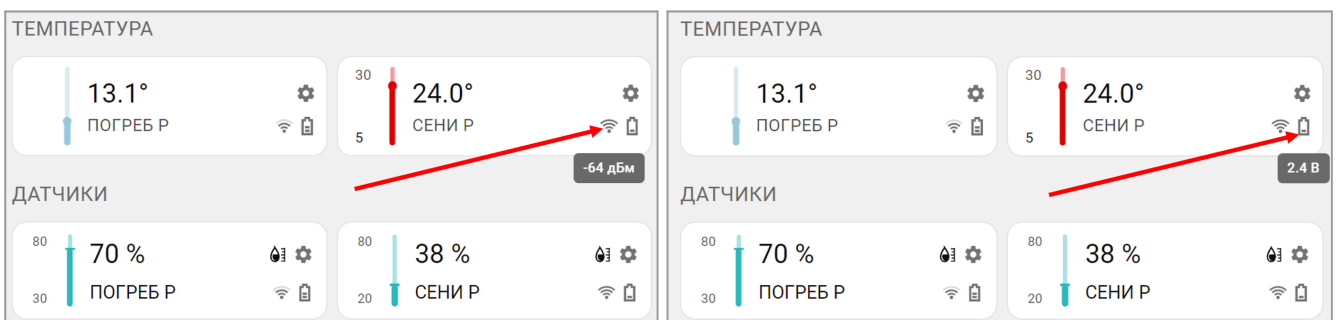 ТЕМПЕРАТУРА
13.1°
ПОГРЕБ Р
30
24.0°
СЕНИ Р
5
-64 дБм
ДАТЧИКИ
80
70 %
ПОГРЕБ Р
30
80
38 %
СЕНИ Р
20
ТЕМПЕРАТУРА
13.1°
ПОГРЕБ Р
30
24.0°
СЕНИ Р
5
2.4 В
ДАТЧИКИ
80
70 %
ПОГРЕБ Р
30
80
38 %
СЕНИ Р
20